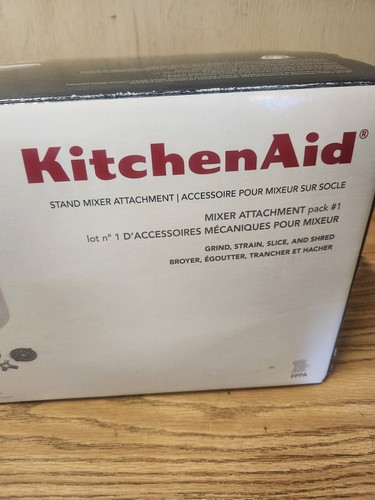 KitchenAid®
STAND MIXER ATTACHMENT | ACCESSOIRE POUR MIXEUR SUR SOCLE
MIXER ATTACHMENT pack #1
lot n° 1 D'ACCESSOIRES MÉCANIQUES POUR MIXEUR
GRIND, STRAIN, SLICE, AND SHRED
BROYER, ÉGOUTTER, TRANCHER ET HACHER
FPPA